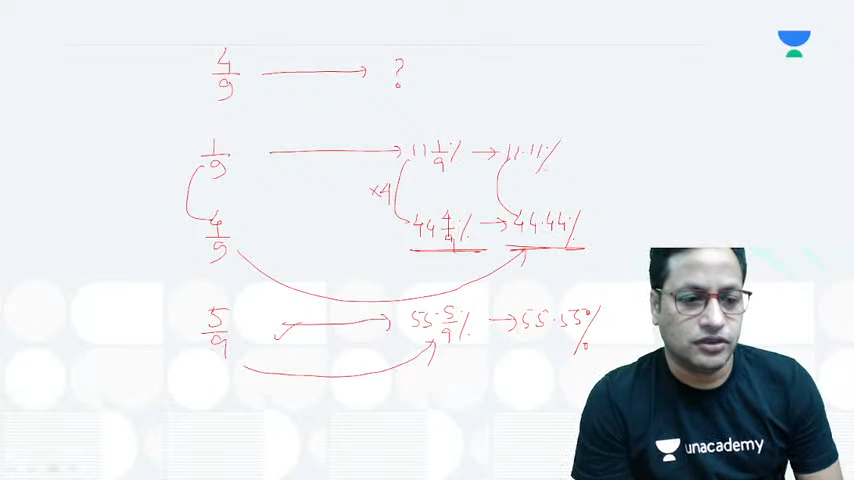 4/9 → ?
1/9 → 11 1/9 % → 11.11%
×4
4/9 44 4/9 % → 44.44%
5/9 → 55.5/9 % → 55.55%
unacademy